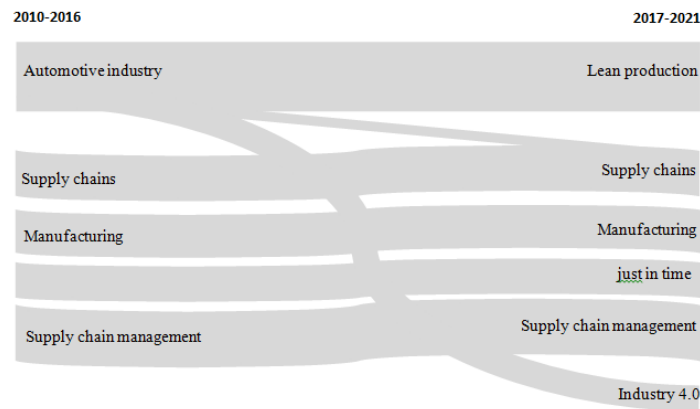 2010-2016
2017-2021
Automotive industry
Lean production
Supply chains
Supply chains
Manufacturing
Manufacturing
just in time
Supply chain management
Supply chain management
Industry 4.0